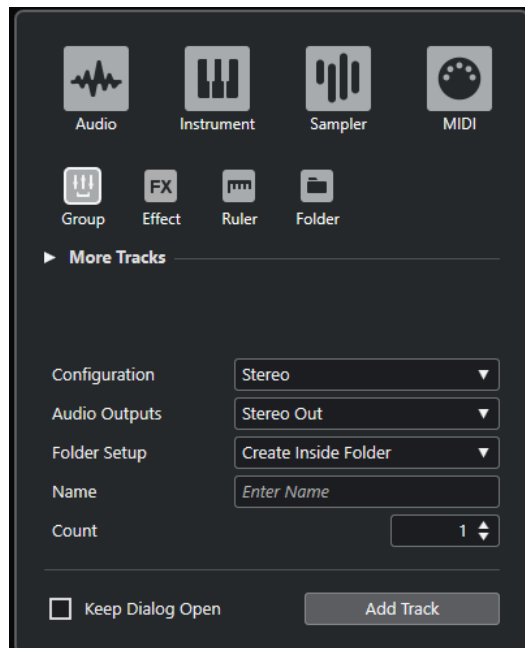 Audio Instrument Sampler MIDI
FX
Group Effect Ruler Folder
More Tracks
Configuration Stereo
Audio Outputs Stereo Out
Folder Setup Create Inside Folder
Name Enter Name
Count 1
Keep Dialog Open Add Track